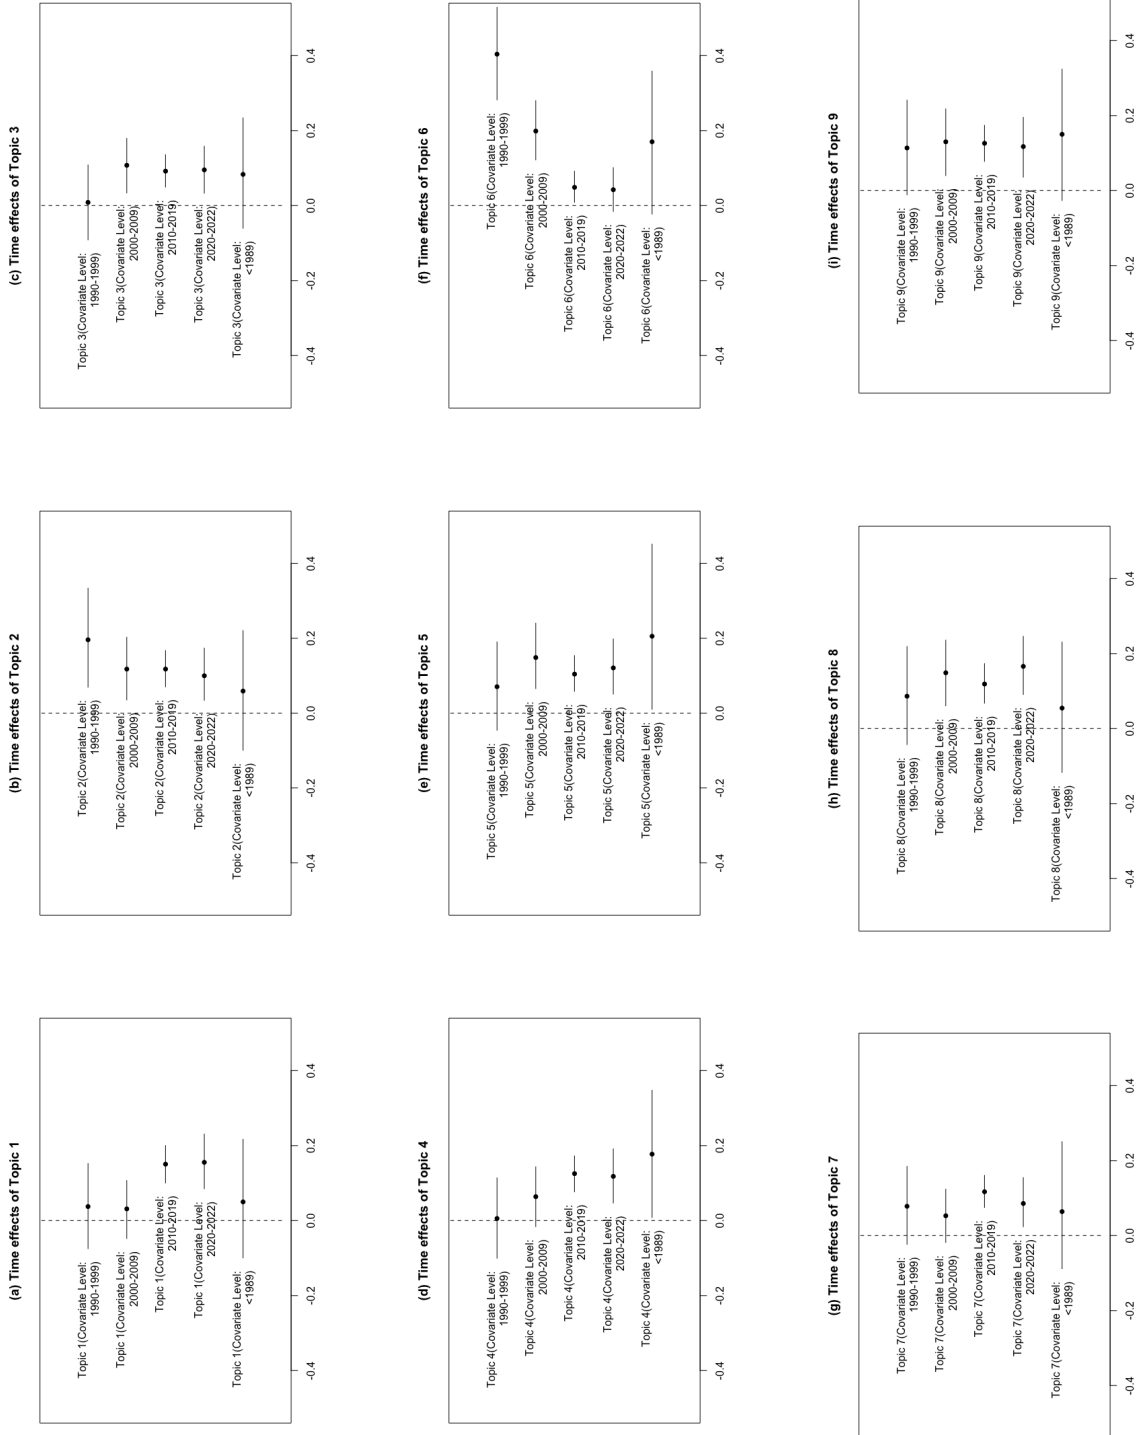 (a) Time effects of Topic 1
Topic 1(Covariate Level:
1990-1999)
Topic 1(Covariate Level:
2000-2009)
Topic 1(Covariate Level:
2010-2019)
Topic 1(Covariate Level:
2020-2022)
Topic 1(Covariate Level:
<1989)
-0.4 -0.2 0.0 0.2 0.4
(b) Time effects of Topic 2
Topic 2(Covariate Level:
1990-1999)
Topic 2(Covariate Level:
2000-2009)
Topic 2(Covariate Level:
2010-2019)
Topic 2(Covariate Level:
2020-2022)
Topic 2(Covariate Level:
<1989)
-0.4 -0.2 0.0 0.2 0.4
(c) Time effects of Topic 3
Topic 3(Covariate Level:
1990-1999)
Topic 3(Covariate Level:
2000-2009)
Topic 3(Covariate Level:
2010-2019)
Topic 3(Covariate Level:
2020-2022)
Topic 3(Covariate Level:
<1989)
-0.4 -0.2 0.0 0.2 0.4
(d) Time effects of Topic 4
Topic 4(Covariate Level:
1990-1999)
Topic 4(Covariate Level:
2000-2009)
Topic 4(Covariate Level:
2010-2019)
Topic 4(Covariate Level:
2020-2022)
Topic 4(Covariate Level:
<1989)
-0.4 -0.2 0.0 0.2 0.4
(e) Time effects of Topic 5
Topic 5(Covariate Level:
1990-1999)
Topic 5(Covariate Level:
2000-2009)
Topic 5(Covariate Level:
2010-2019)
Topic 5(Covariate Level:
2020-2022)
Topic 5(Covariate Level:
<1989)
-0.4 -0.2 0.0 0.2 0.4
(f) Time effects of Topic 6
Topic 6(Covariate Level:
1990-1999)
Topic 6(Covariate Level:
2000-2009)
Topic 6(Covariate Level:
2010-2019)
Topic 6(Covariate Level:
2020-2022)
Topic 6(Covariate Level:
<1989)
-0.4 -0.2 0.0 0.2 0.4
(g) Time effects of Topic 7
Topic 7(Covariate Level:
1990-1999)
Topic 7(Covariate Level:
2000-2009)
Topic 7(Covariate Level:
2010-2019)
Topic 7(Covariate Level:
2020-2022)
Topic 7(Covariate Level:
<1989)
-0.4 -0.2 0.0 0.2 0.4
(h) Time effects of Topic 8
Topic 8(Covariate Level:
1990-1999)
Topic 8(Covariate Level:
2000-2009)
Topic 8(Covariate Level:
2010-2019)
Topic 8(Covariate Level:
2020-2022)
Topic 8(Covariate Level:
<1989)
-0.4 -0.2 0.0 0.2 0.4
(i) Time effects of Topic 9
Topic 9(Covariate Level:
1990-1999)
Topic 9(Covariate Level:
2000-2009)
Topic 9(Covariate Level:
2010-2019)
Topic 9(Covariate Level:
2020-2022)
Topic 9(Covariate Level:
<1989)
-0.4 -0.2 0.0 0.2 0.4